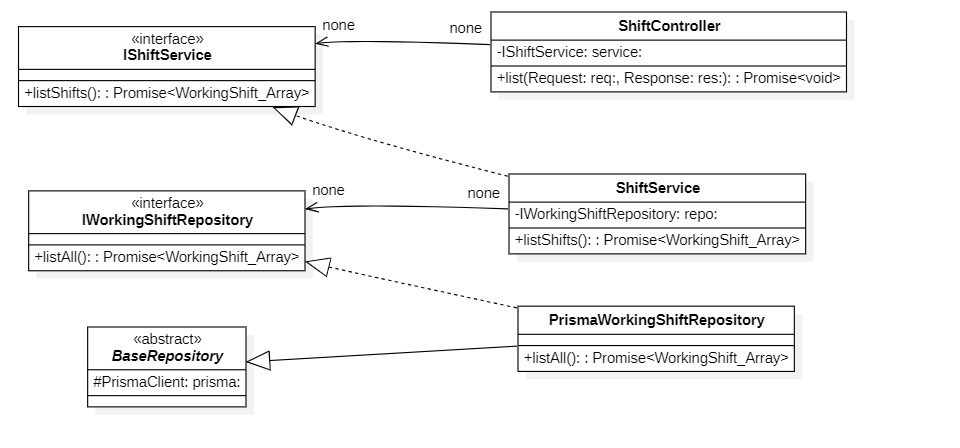 «interface»
IShiftService
+listShifts(): : Promise<WorkingShift_Array>
none
none
ShiftController
-IShiftService: service:
+list(Request: req:, Response: res:): : Promise<void>
«interface»
IWorkingShiftRepository
+listAll(): : Promise<WorkingShift_Array>
none
none
ShiftService
-IWorkingShiftRepository: repo:
+listShifts(): : Promise<WorkingShift_Array>
«abstract»
BaseRepository
#PrismaClient: prisma:
PrismaWorkingShiftRepository
+listAll(): : Promise<WorkingShift_Array>